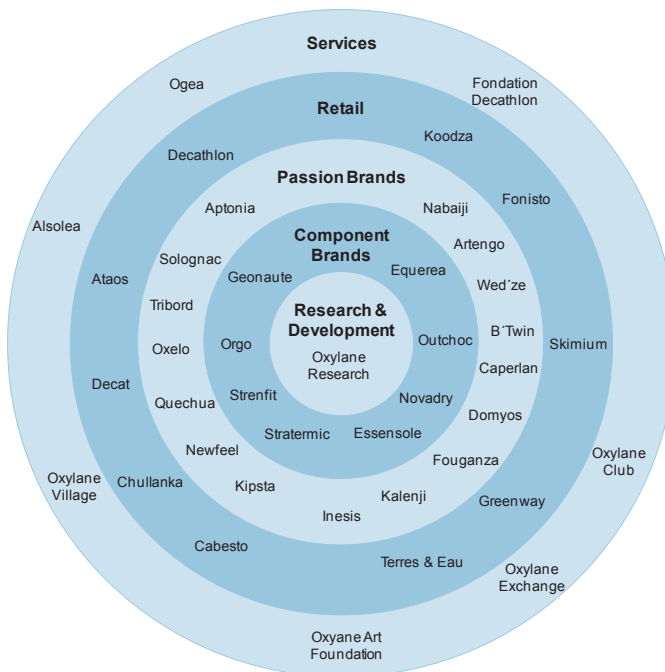 Services
Ogea
Fondation
Decathlon
Retail
Koodza
Decathlon
Passion Brands
Fonisto
Aptonia
Nabaiji
Alsolea
Component
Brands
Artengo
Solognac
Geonaute
Equerea
Ataos
Wed´ze
Tribord
Research &
Development
B´Twin
Oxelo
Orgo
Oxylane
Research
Outchoc
Skimium
Caperlan
Decat
Quechua
Strenfit
Novadry
Domyos
Stratermic
Essensole
Newfeel
Fouganza
Oxylane
Club
Oxylane
Village
Chullanka
Kipsta
Kalenji
Greenway
Inesis
Cabesto
Terres & Eau
Oxylane
Exchange
Oxyane Art
Foundation